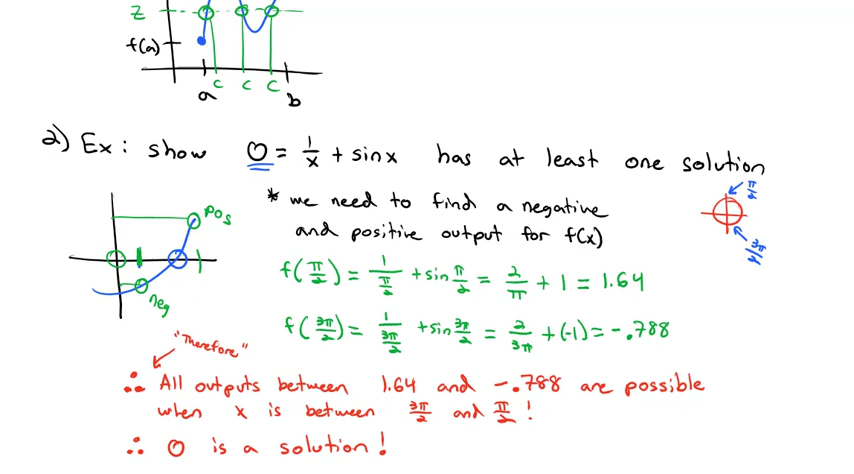 Z
f(a)
c c c
a b
2) Ex: show 0 = 1/x + sinx has at least one solution
pos
neg
* we need to find a negative
and positive output for f(x)
π/2
3π/2
f(π/2) = 1/(π/2) + sin π/2 = 2/π + 1 = 1.64
f(3π/2) = 1/(3π/2) + sin 3π/2 = 2/3π + (-1) = -.788
"Therefore"
∴ All outputs between 1.64 and -.788 are possible
when x is between 3π/2 and π/2!
∴ 0 is a solution!